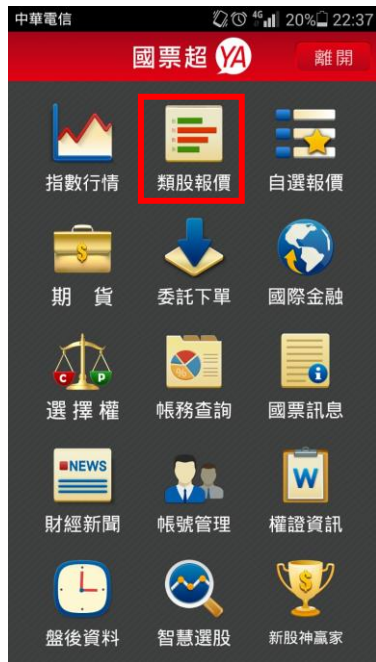 中華電信 4G 20% 22:37
國票超YA 離開
指數行情 類股報價 自選報價
$
期 貨 委託下單 國際金融
C P i
選擇權 帳務查詢 國票訊息
NEWS W
財經新聞 帳號管理 權證資訊
L $
盤後資料 智慧選股 新股神贏家